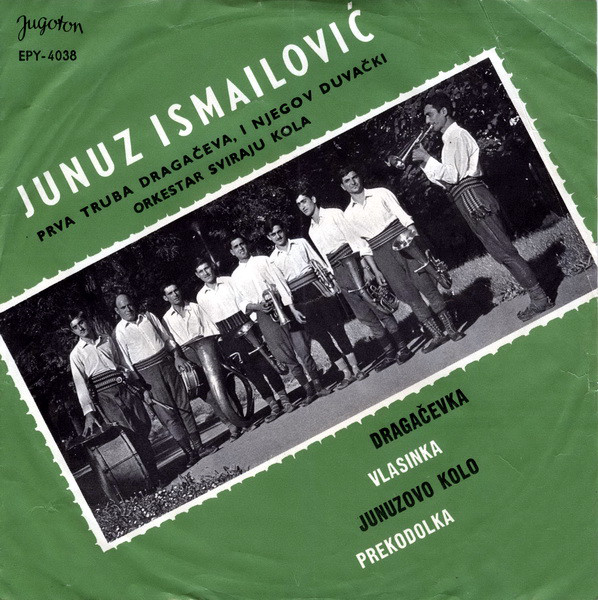 Jugoton
EPY-4038
JUNUZ ISMAILOVIĆ
PRVA TRUBA DRAGAČEVA, I NJEGOV DUVAČKI
ORKESTAR SVIRAJU KOLA
DRAGAČEVKA
VLASINKA
JUNUZOVO KOLO
PREKODOLKA